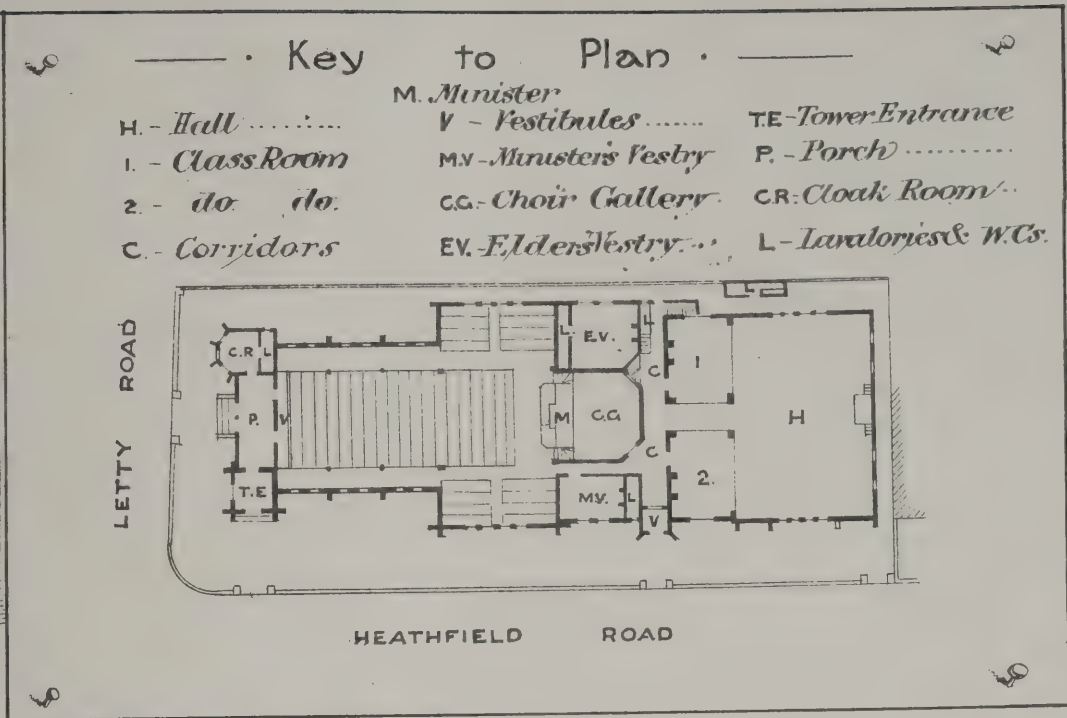 Key to Plan
M. Minister
H. - Hall ...........
V - Vestibules .......
T.E - Tower Entrance
1. - Class Room
M.V - Ministers Vestry
P. - Porch ..........
2. - do. do.
C.G. - Choir Gallery
C.R. - Cloak Room ..
C. - Corridors
E.V. - Elders Vestry ...
L - Lavatories & W.Cs.
LETTY ROAD
C.R L
P. V
T.E
L. E.V. L
M C.G. C
C
M.V. L
V
1
2.
H
HEATHFIELD ROAD